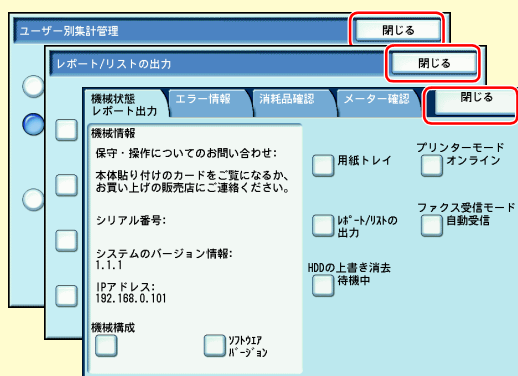 ユーザー別集計管理
閉じる
レポート/リストの出力
閉じる
機械状態
レポート出力
エラー情報
消耗品確認
メーター確認
閉じる
機械情報
保守・操作についてのお問い合わせ:
本体貼り付けのカードをご覧になるか、
お買い上げの販売店にご連絡ください。
シリアル番号:
システムのバージョン情報:
1.1.1
IPアドレス:
192.168.0.101
機械構成
ソフトウエア
バージョン
用紙トレイ
レポート/リストの
出力
HDDの上書き消去
待機中
プリンターモード
オンライン
ファクス受信モード
自動受信